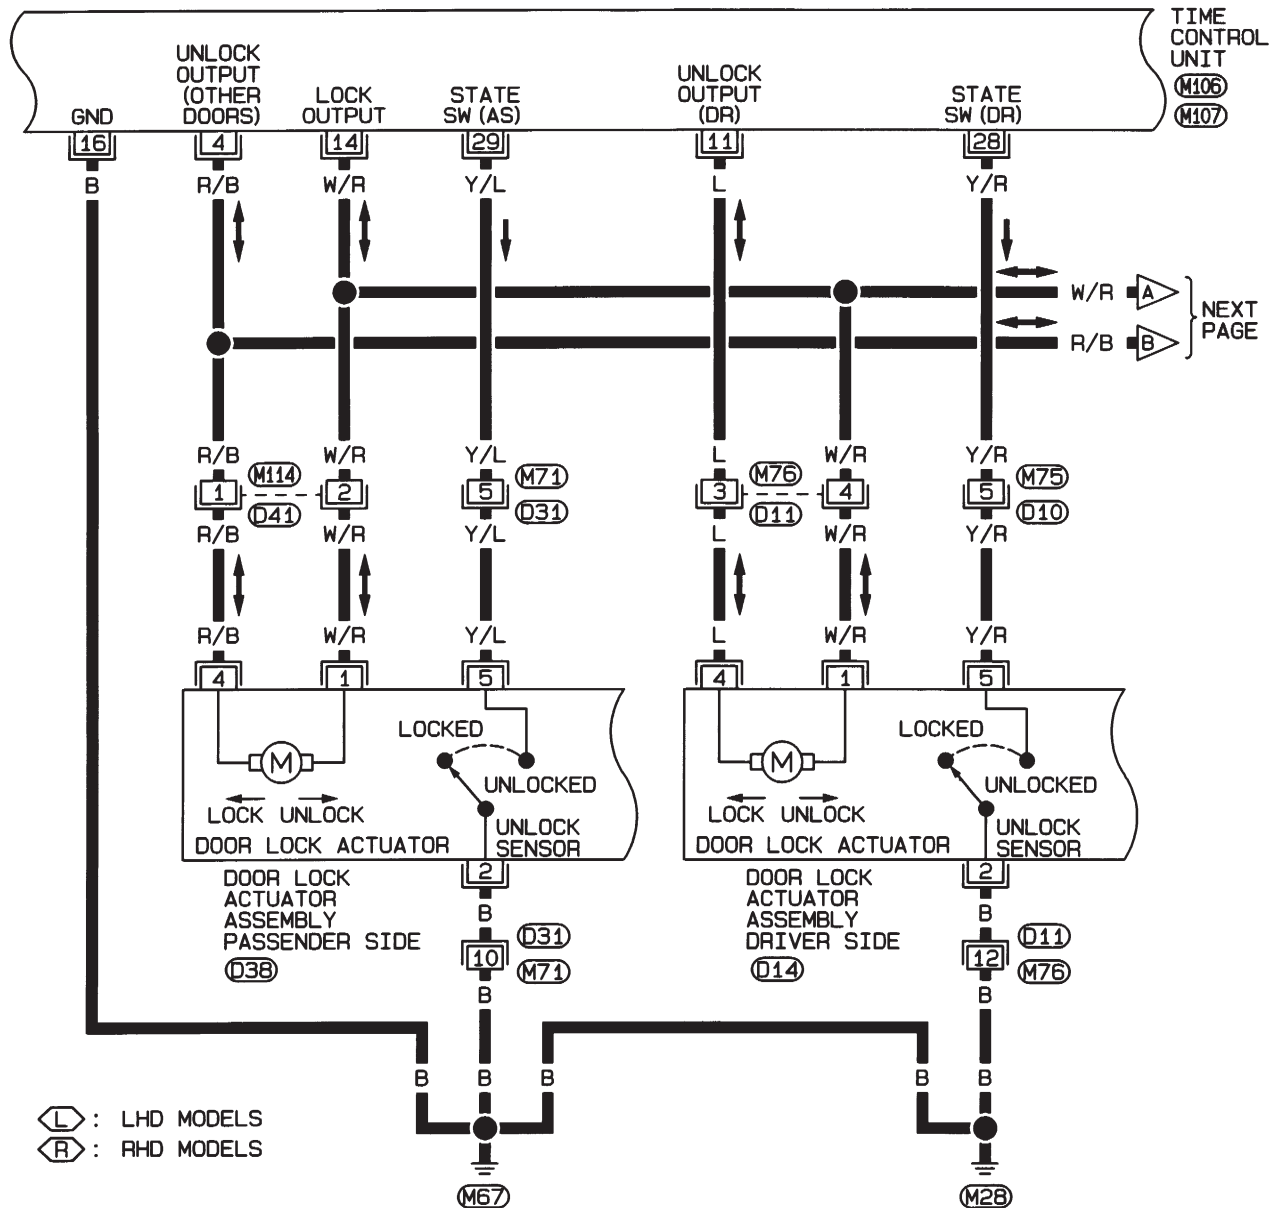 TIME
CONTROL
UNIT
M106
M107
UNLOCK
OUTPUT
(OTHER
DOORS)
GND
LOCK
OUTPUT
STATE
SW (AS)
UNLOCK
OUTPUT
(DR)
STATE
SW (DR)
16 4 14 29 11 28
B R/B W/R Y/L L Y/R
W/R A
R/B B
NEXT
PAGE
R/B W/R Y/L L W/R Y/R
M114 M71 M76 M75
1 2 5 3 4 5
D41 D31 D11 D10
R/B W/R Y/L L W/R Y/R
R/B W/R Y/L L W/R Y/R
4 1 5 4 1 5
LOCKED
M
UNLOCKED
LOCK UNLOCK
UNLOCK
SENSOR
DOOR LOCK ACTUATOR
LOCKED
M
UNLOCKED
LOCK UNLOCK
UNLOCK
SENSOR
DOOR LOCK ACTUATOR
2 2
DOOR LOCK
ACTUATOR
ASSEMBLY
PASSENDER SIDE
D38
B
D31
10
M71
B
DOOR LOCK
ACTUATOR
ASSEMBLY
DRIVER SIDE
D14
B
D11
12
M76
B
B B B B B
L : LHD MODELS
R : RHD MODELS
M67 M28